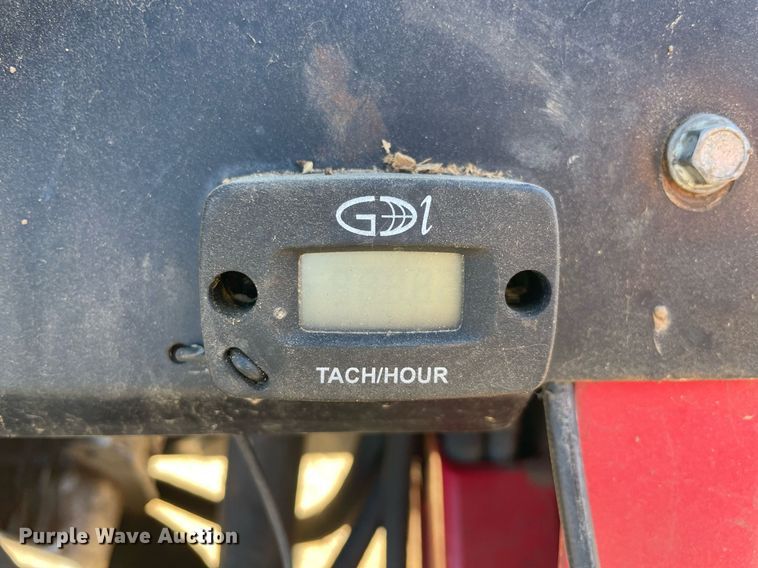 GDI
TACH/HOUR
Purple Wave Auction